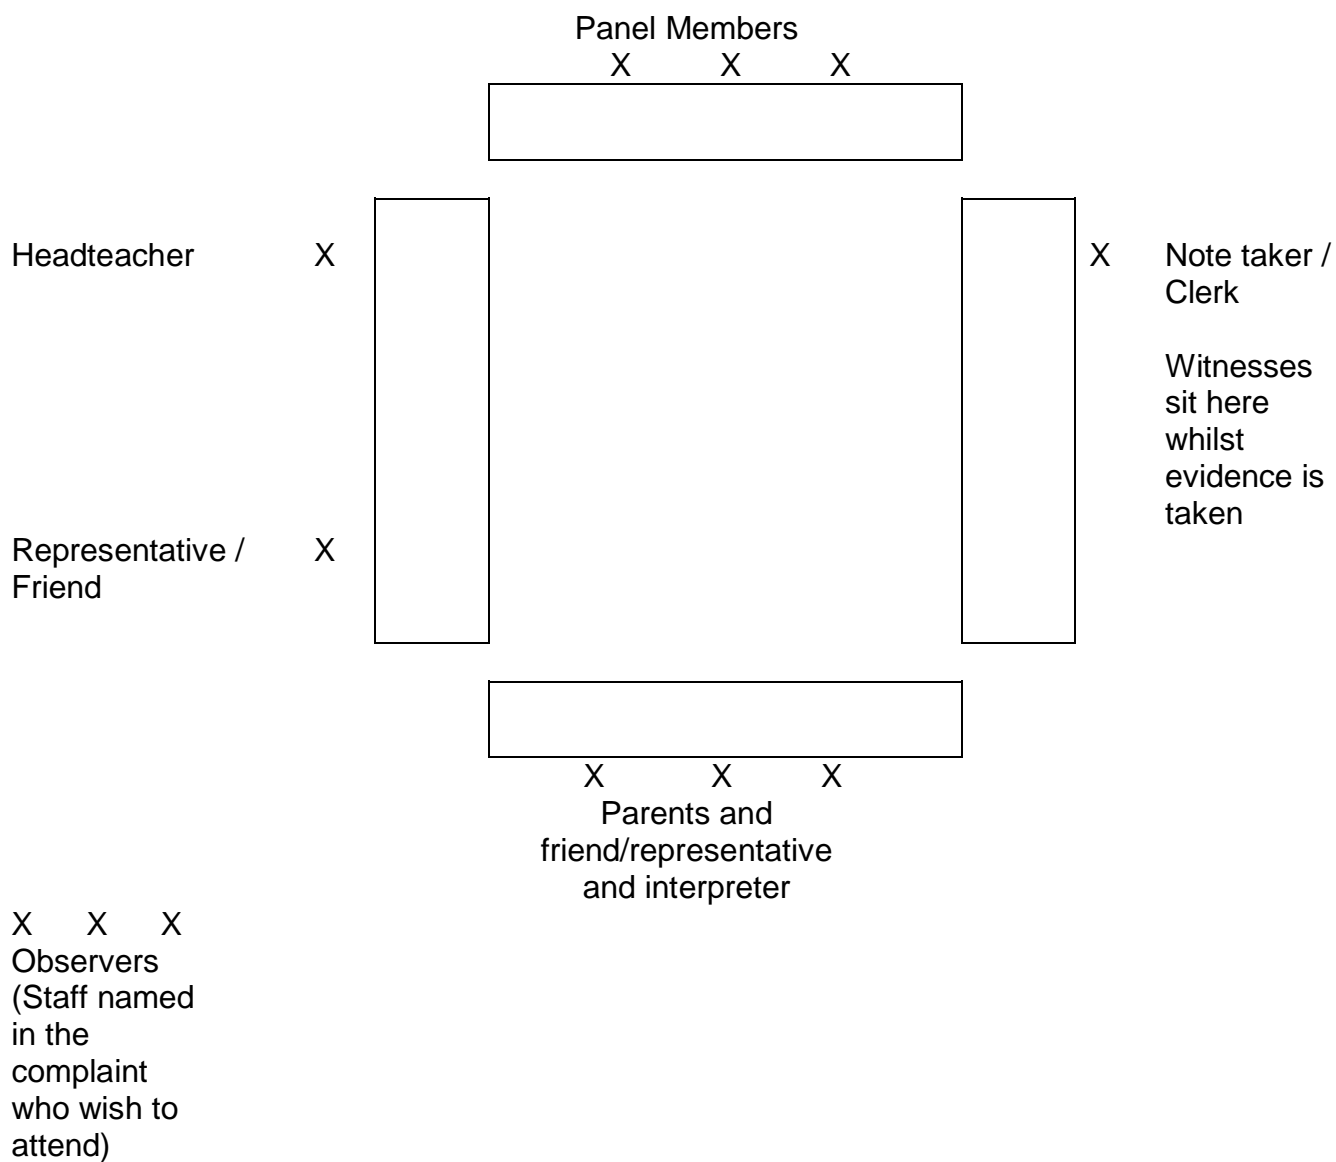 Panel Members
X X X
Headteacher X
X Note taker /
Clerk
Witnesses
sit here
whilst
evidence is
taken
Representative / X
Friend
X X X
Parents and
friend/representative
and interpreter
X X X
Observers
(Staff named
in the
complaint
who wish to
attend)